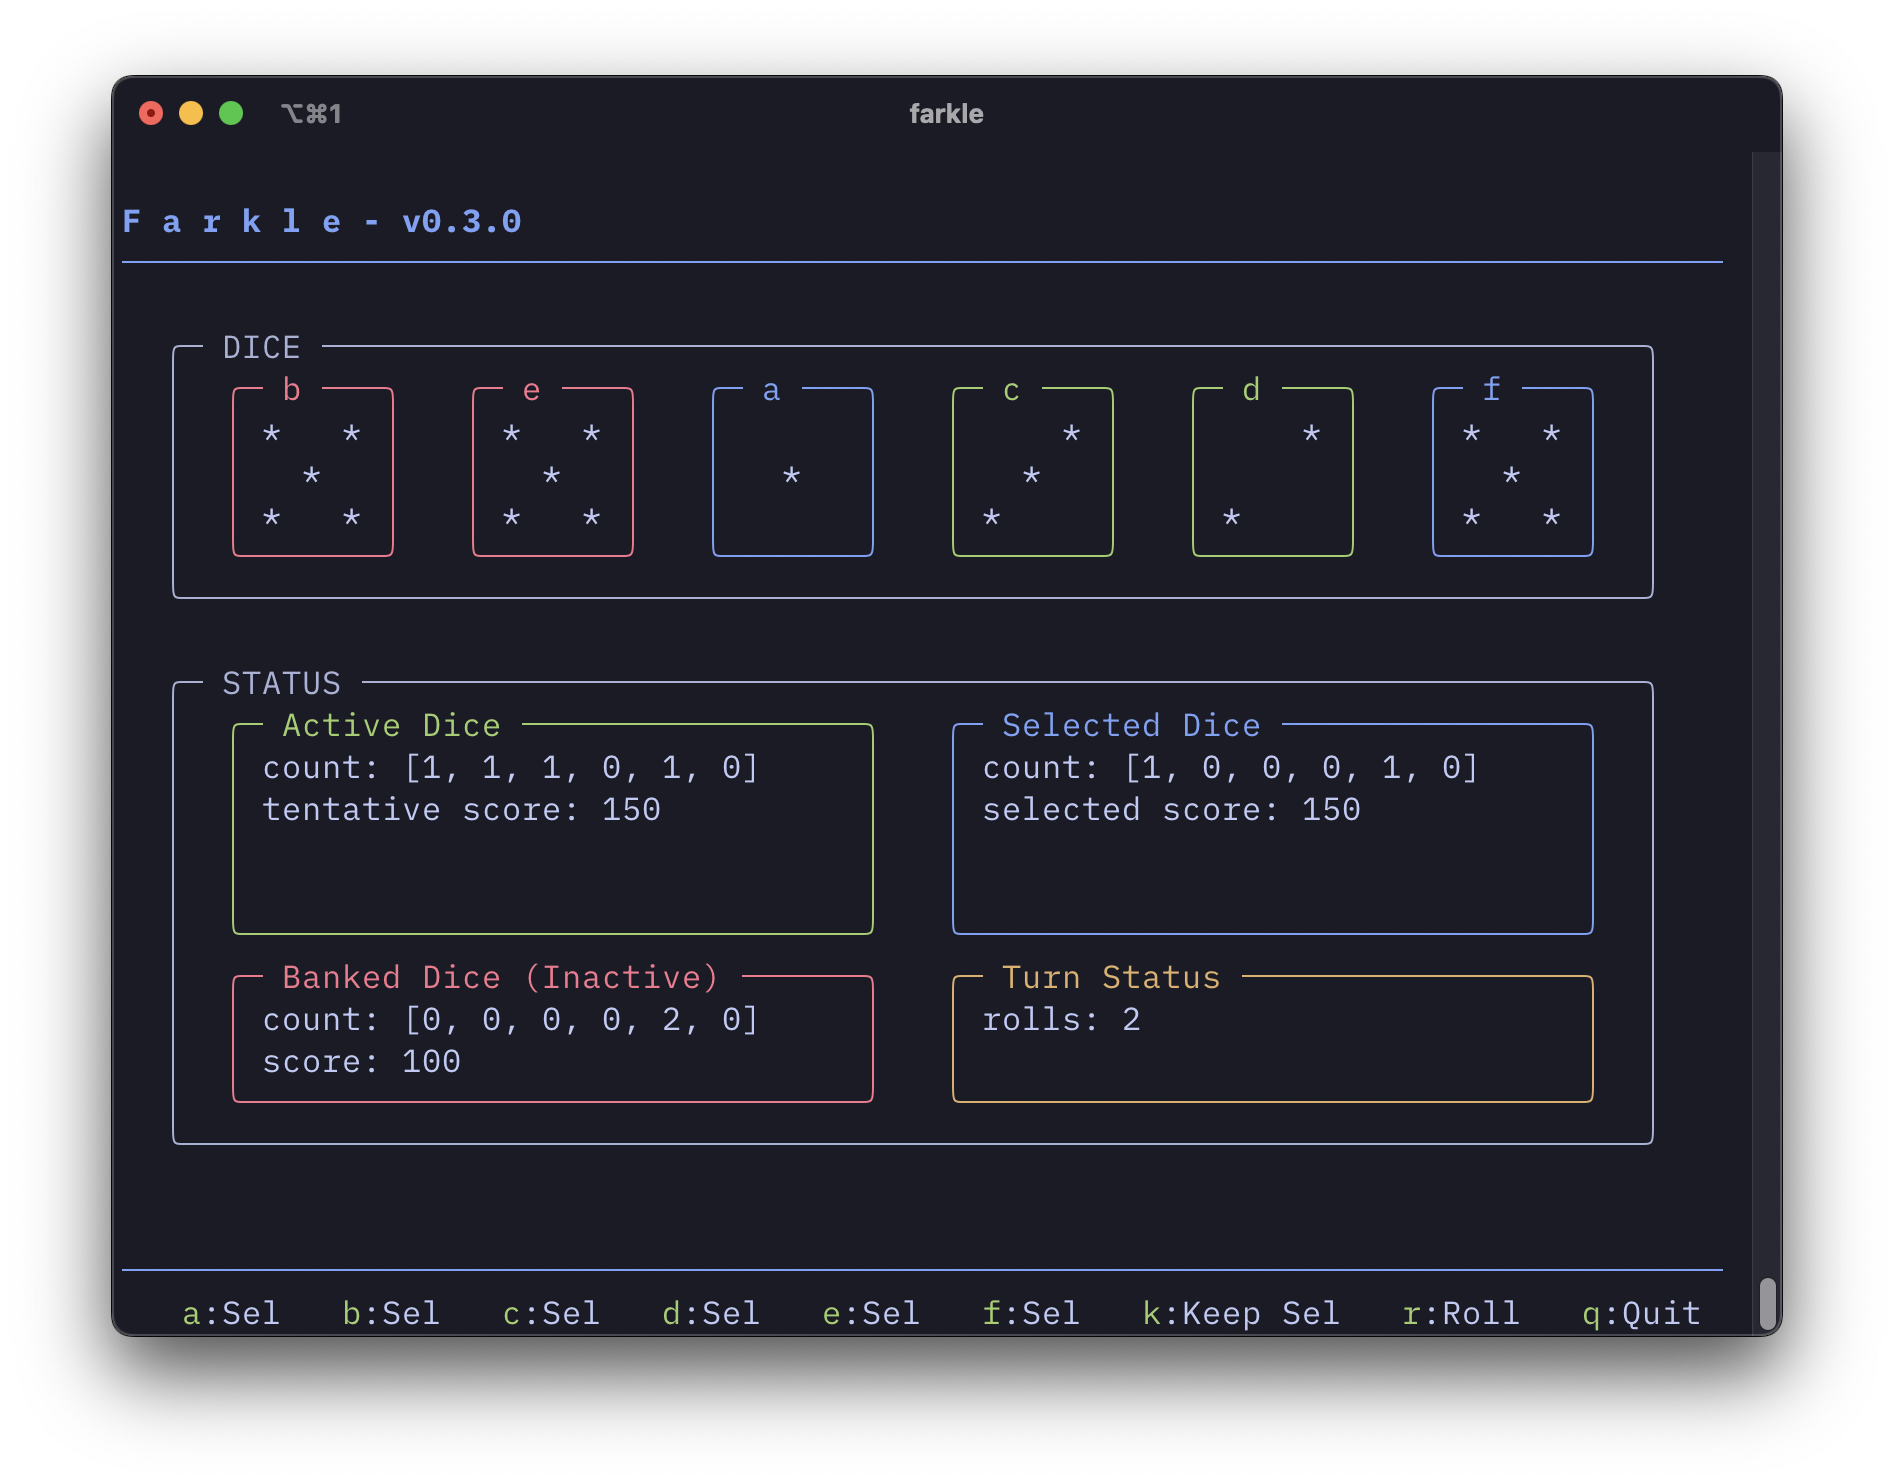 ⌥⌘1 farkle
F a r k l e - v0.3.0
DICE
b e a c d f
* * * * * * * *
* * * * *
* * * * * * * *
STATUS
Active Dice Selected Dice
count: [1, 1, 1, 0, 1, 0] count: [1, 0, 0, 0, 1, 0]
tentative score: 150 selected score: 150
Banked Dice (Inactive) Turn Status
count: [0, 0, 0, 0, 2, 0] rolls: 2
score: 100
a:Sel b:Sel c:Sel d:Sel e:Sel f:Sel k:Keep Sel r:Roll q:Quit